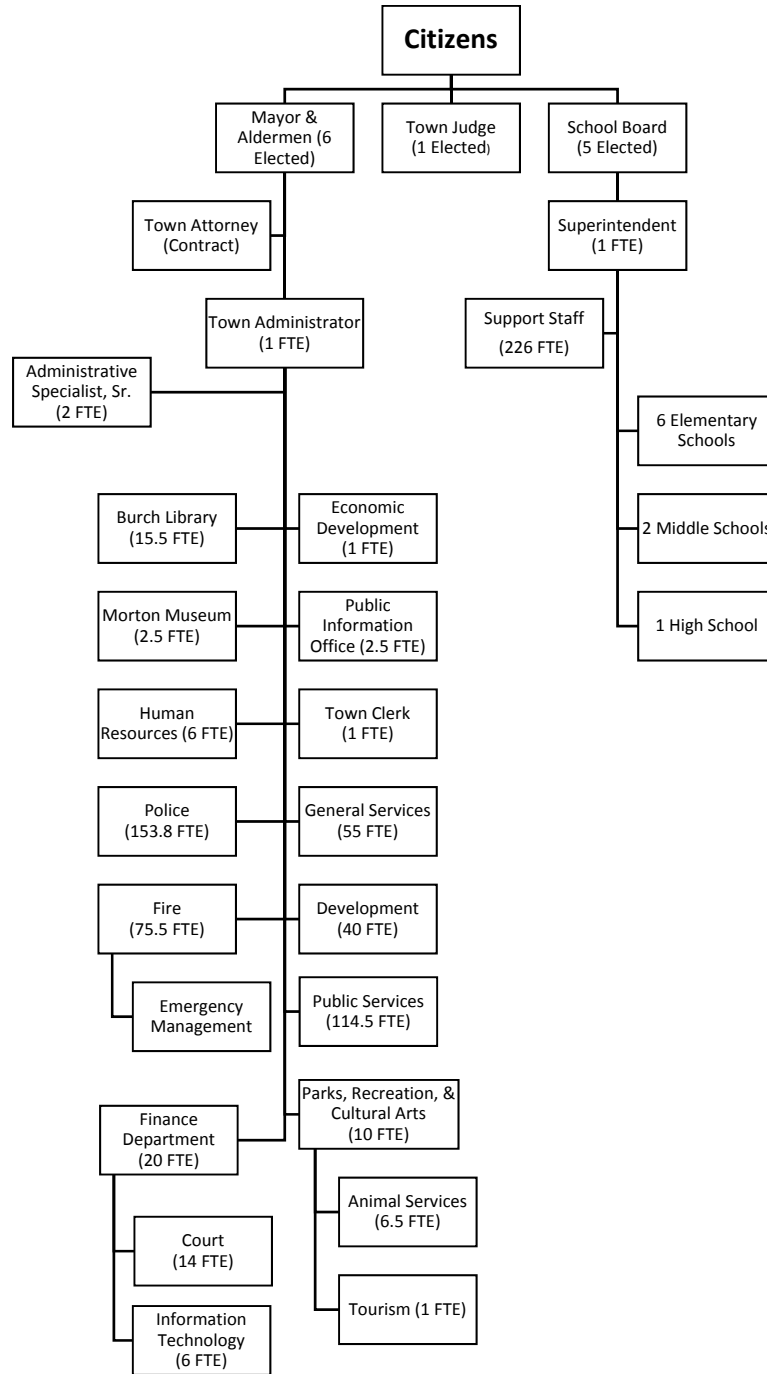 Citizens
Mayor &
Aldermen (6
Elected)
Town Judge
(1 Elected)
School Board
(5 Elected)
Town Attorney
(Contract)
Superintendent
(1 FTE)
Town Administrator
(1 FTE)
Support Staff
(226 FTE)
Administrative
Specialist, Sr.
(2 FTE)
6 Elementary
Schools
Burch Library
(15.5 FTE)
Economic
Development
(1 FTE)
2 Middle Schools
Morton Museum
(2.5 FTE)
Public
Information
Office (2.5 FTE)
1 High School
Human
Resources (6 FTE)
Town Clerk
(1 FTE)
Police
(153.8 FTE)
General Services
(55 FTE)
Fire
(75.5 FTE)
Development
(40 FTE)
Emergency
Management
Public Services
(114.5 FTE)
Finance
Department
(20 FTE)
Parks, Recreation, &
Cultural Arts
(10 FTE)
Court
(14 FTE)
Animal Services
(6.5 FTE)
Information
Technology
(6 FTE)
Tourism (1 FTE)